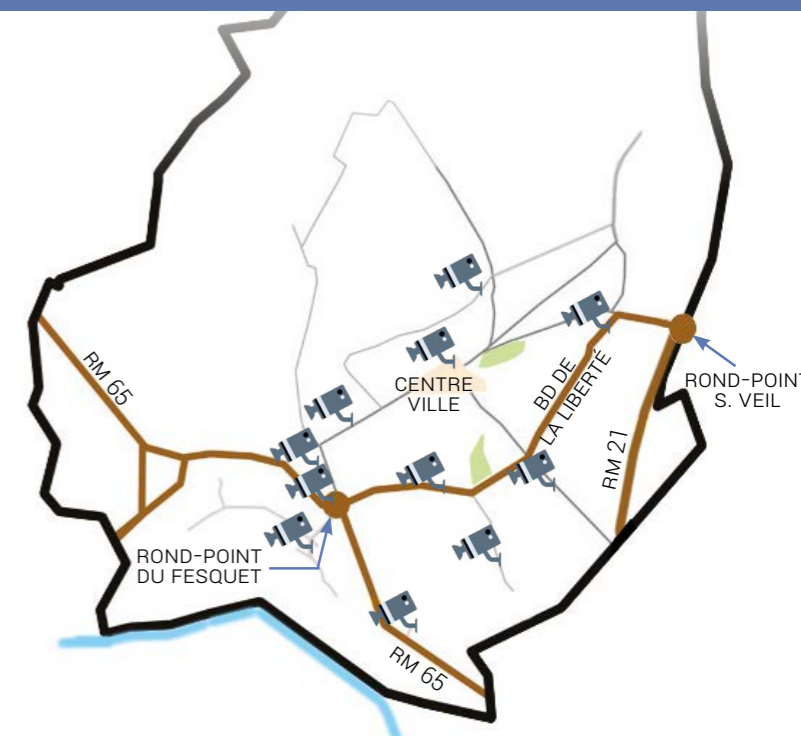 RM 65
CENTRE
VILLE
BD DE
LA LIBERTÉ
ROND-POINT
S. VEIL
RM 21
ROND-POINT
DU FESQUET
RM 65